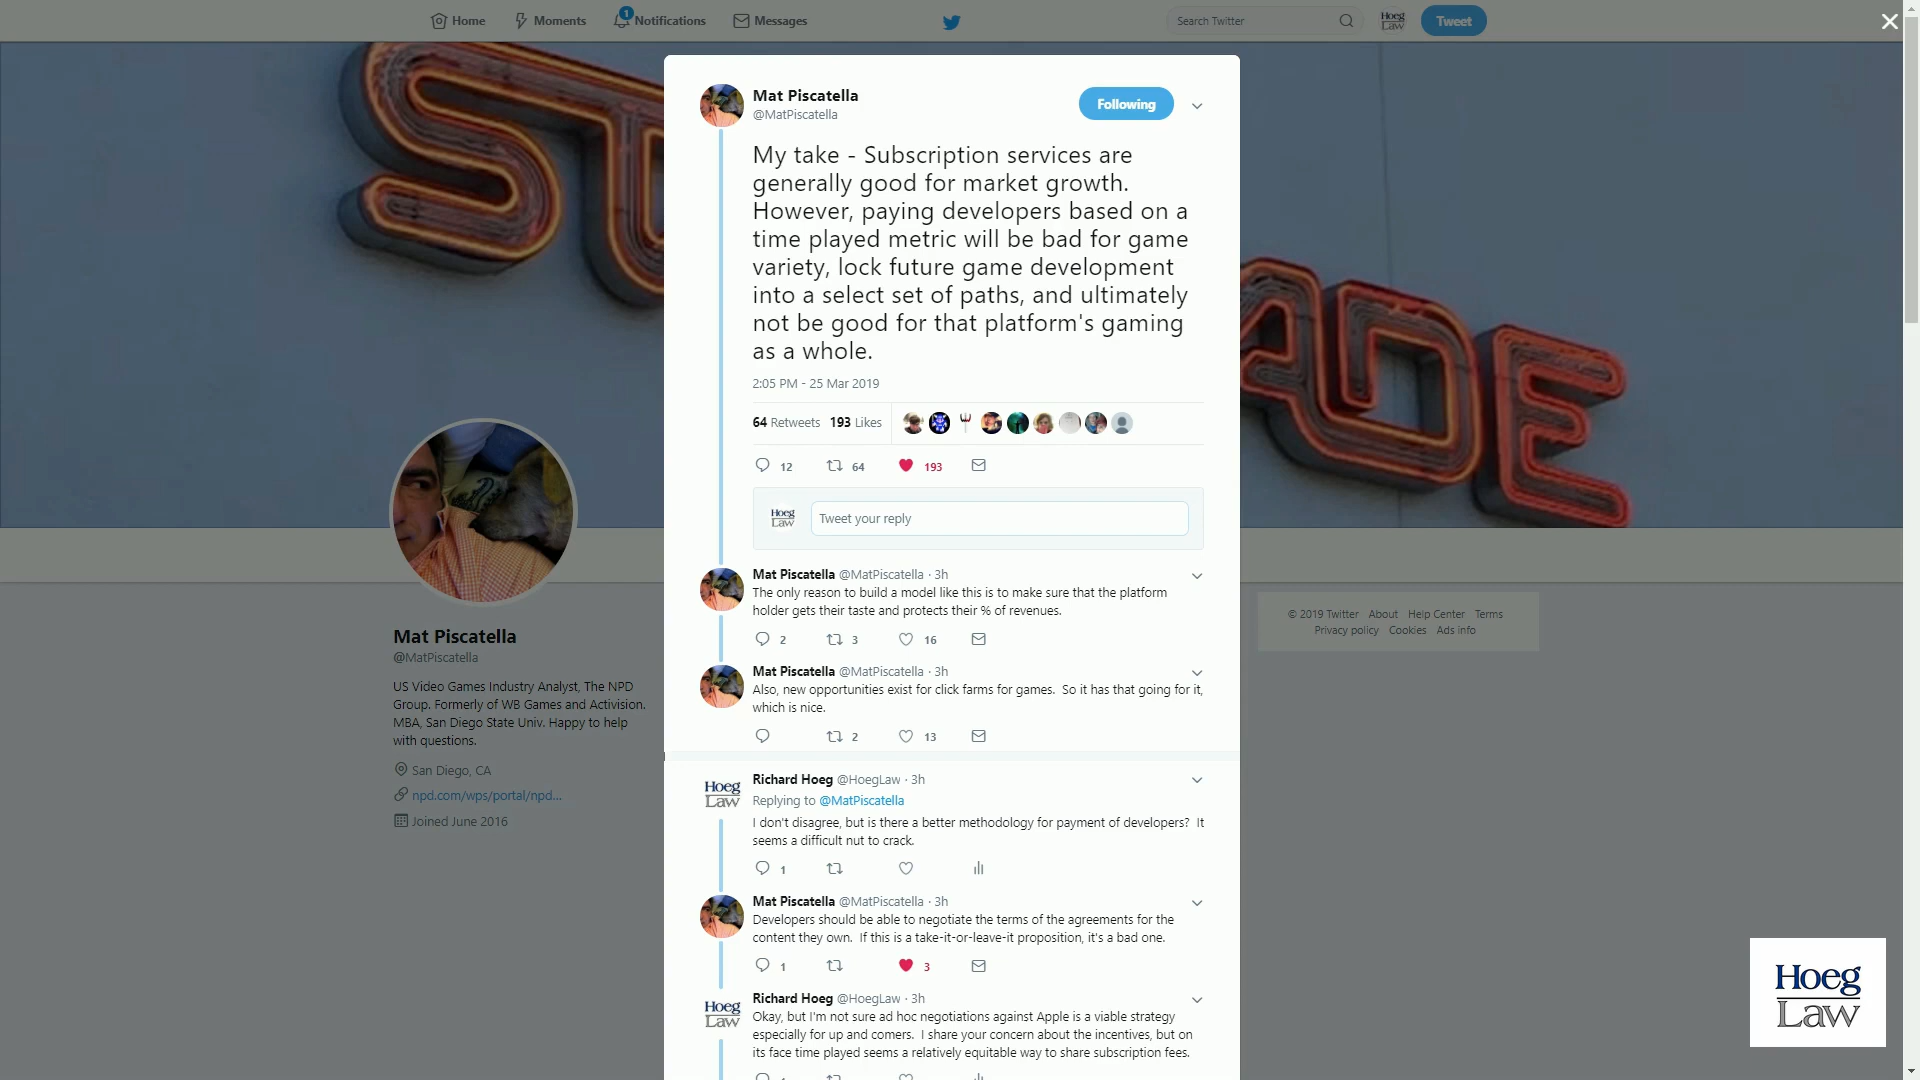 Home
Moments
1
Notifications
Messages
Search Twitter
Hoeg
Law
Tweet
Mat Piscatella
@MatPiscatella
Following
My take - Subscription services are
generally good for market growth.
However, paying developers based on a
time played metric will be bad for game
variety, lock future game development
into a select set of paths, and ultimately
not be good for that platform's gaming
as a whole.
2:05 PM - 25 Mar 2019
64 Retweets 193 Likes
12 64 193
Hoeg
Law
Tweet your reply
Mat Piscatella @MatPiscatella · 3h
The only reason to build a model like this is to make sure that the platform
holder gets their taste and protects their % of revenues.
2 3 16
Mat Piscatella @MatPiscatella · 3h
Also, new opportunities exist for click farms for games. So it has that going for it,
which is nice.
2 13
Hoeg
Law
Richard Hoeg @HoegLaw · 3h
Replying to @MatPiscatella
I don't disagree, but is there a better methodology for payment of developers? It
seems a difficult nut to crack.
1
Mat Piscatella @MatPiscatella · 3h
Developers should be able to negotiate the terms of the agreements for the
content they own. If this is a take-it-or-leave-it proposition, it's a bad one.
1 3
Hoeg
Law
Richard Hoeg @HoegLaw · 3h
Okay, but I'm not sure ad hoc negotiations against Apple is a viable strategy
especially for up and comers. I share your concern about the incentives, but on
its face time played seems a relatively equitable way to share subscription fees.
Mat Piscatella
@MatPiscatella
US Video Games Industry Analyst, The NPD
Group. Formerly of WB Games and Activision.
MBA, San Diego State Univ. Happy to help
with questions.
San Diego, CA
npd.com/wps/portal/npd...
Joined June 2016
© 2019 Twitter About Help Center Terms
Privacy policy Cookies Ads info
Hoeg
Law